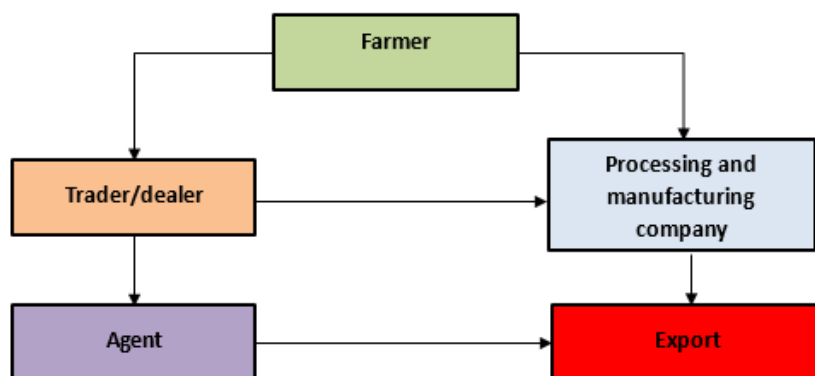 Farmer
Trader/dealer
Processing and
manufacturing
company
Agent
Export